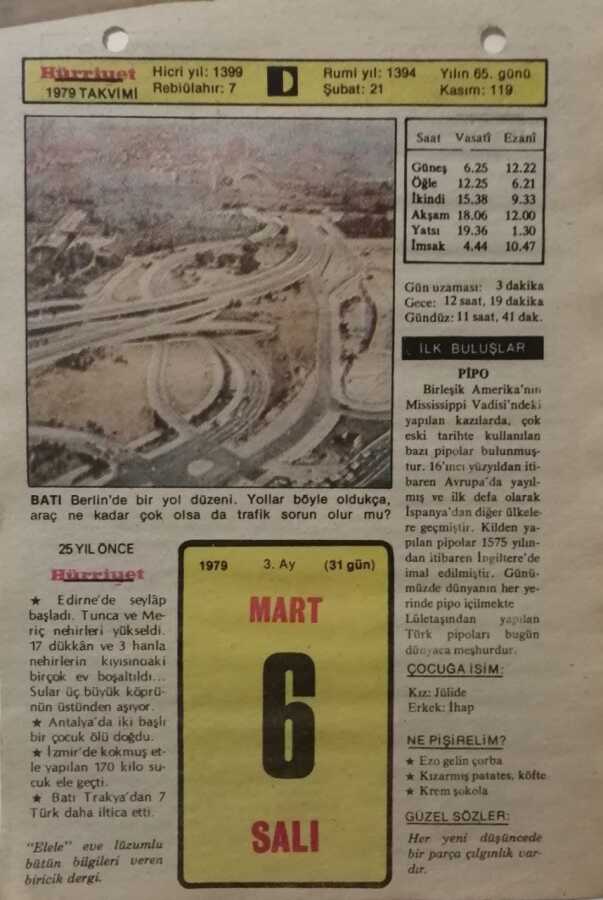 Hürriyet
1979 TAKVİMİ
Hicri yıl: 1399
Rebiülahır: 7
D
Rumi yıl: 1394
Şubat: 21
Yılın 65. günü
Kasım: 119
Saat Vasatî Ezanî
Güneş 6.25 12.22
Öğle 12.25 6.21
İkindi 15.38 9.33
Akşam 18.06 12.00
Yatsı 19.36 1.30
İmsak 4.44 10.47
Gün uzaması: 3 dakika
Gece: 12 saat, 19 dakika
Gündüz: 11 saat, 41 dak.
BATI Berlin'de bir yol düzeni. Yollar böyle oldukça,
araç ne kadar çok olsa da trafik sorun olur mu?
25 YIL ÖNCE
Hürriyet
★ Edirne'de seylâp
başladı. Tunca ve Me-
riç nehirleri yükseldi.
17 dükkân ve 3 hanla
nehirlerin kıyısındaki
birçok ev boşaltıldı...
Sular üç büyük köprü-
nün üstünden aşıyor.
★ Antalya'da iki başlı
bir çocuk ölü doğdu.
★ İzmir'de kokmuş et-
le yapılan 170 kilo su-
cuk ele geçti.
★ Batı Trakya'dan 7
Türk daha iltica etti.
"Elele" eve lüzumlu
bütün bilgileri veren
biricik dergi.
1979 3. Ay (31 gün)
MART
6
SALI
İLK BULUŞLAR
PİPO
Birleşik Amerika'nın
Mississippi Vadisi'ndeki
yapılan kazılarda, çok
eski tarihte kullanılan
bazı pipolar bulunmuş-
tur. 16'ıncı yüzyıldan iti-
baren Avrupa'da yayıl-
mış ve ilk defa olarak
İspanya'dan diğer ülkele-
re geçmiştir. Kilden ya-
pılan pipolar 1575 yılın-
dan itibaren İngiltere'de
imal edilmiştir. Günü-
müzde dünyanın her ye-
rinde pipo içilmekte
Lületaşından yapılan
Türk pipoları bugün
dünyaca meşhurdur.
ÇOCUĞA İSİM:
Kız: Jülide
Erkek: İhap
NE PİŞİRELİM?
★ Ezo gelin çorba
★ Kızarmış patates, köfte
★ Krem şokola
GÜZEL SÖZLER:
Her yeni düşüncede
bir parça çılgınlık var-
dır.